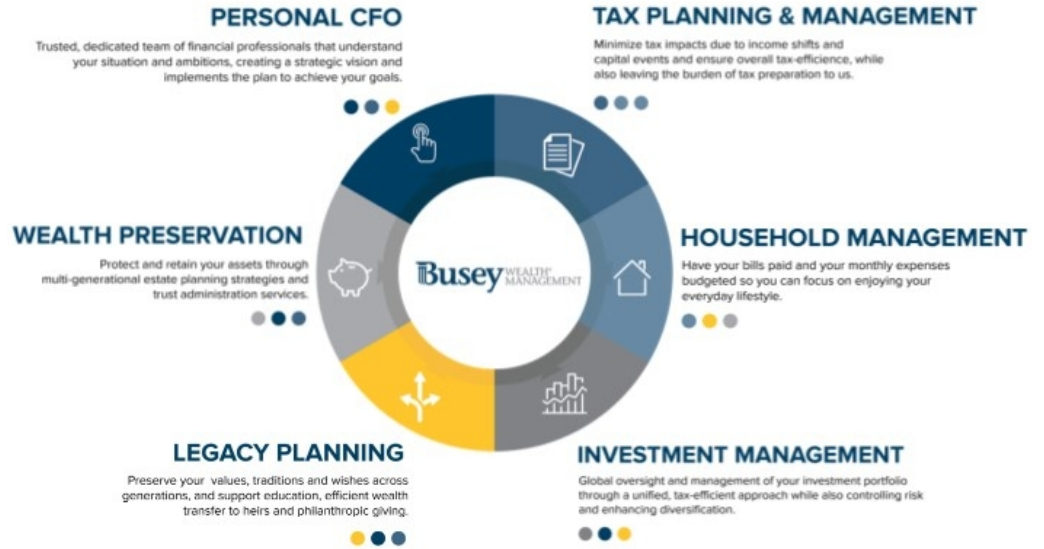 PERSONAL CFO
Trusted, dedicated team of financial professionals that understand
your situation and ambitions, creating a strategic vision and
implements the plan to achieve your goals.
TAX PLANNING & MANAGEMENT
Minimize tax impacts due to income shifts and
capital events and ensure overall tax-efficience, while
also leaving the burden of tax preparation to us.
WEALTH PRESERVATION
Protect and retain your assets through
multi-generational estate planning strategies and
trust administration services.
Busey WEALTH®
MANAGEMENT
HOUSEHOLD MANAGEMENT
Have your bills paid and your monthly expenses
budgeted so you can focus on enjoying your
everyday lifestyle.
LEGACY PLANNING
Preserve your values, traditions and wishes across
generations, and support education, efficient wealth
transfer to heirs and philanthropic giving.
INVESTMENT MANAGEMENT
Global oversight and management of your investment portfolio
through a unified, tax-efficient approach while also controlling risk
and enhancing diversification.